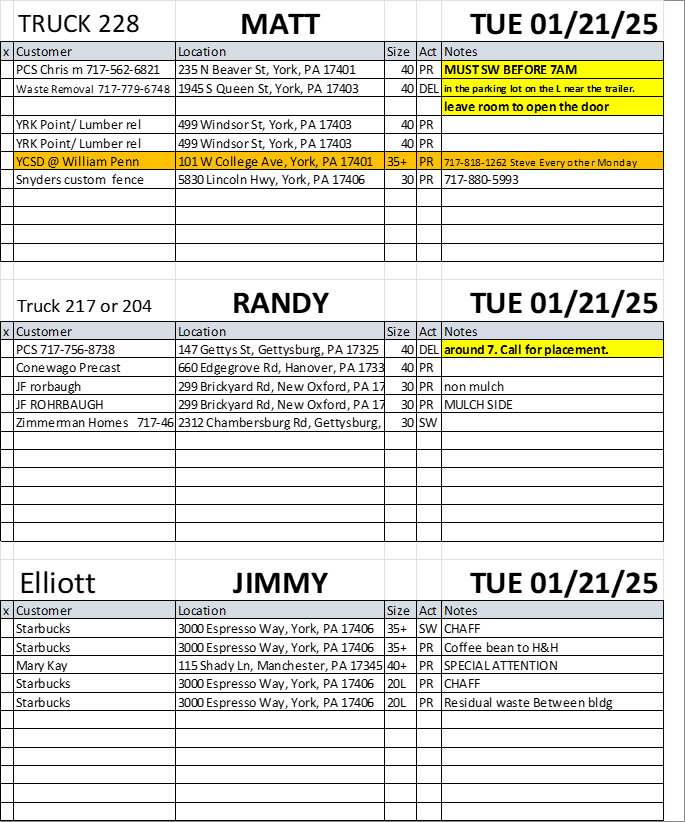 TRUCK 228 MATT TUE 01/21/25
x Customer Location Size Act Notes
PCS Chris m 717-562-6821 235 N Beaver St, York, PA 17401 40 PR MUST SW BEFORE 7AM
Waste Removal 717-779-6748 1945 S Queen St, York, PA 17403 40 DEL in the parking lot on the L near the trailer.
leave room to open the door
YRK Point/ Lumber rel 499 Windsor St, York, PA 17403 40 PR
YRK Point/ Lumber rel 499 Windsor St, York, PA 17403 40 PR
YCSD @ William Penn 101 W College Ave, York, PA 17401 35+ PR 717-818-1262 Steve Every other Monday
Snyders custom fence 5830 Lincoln Hwy, York, PA 17406 30 PR 717-880-5993
Truck 217 or 204 RANDY TUE 01/21/25
x Customer Location Size Act Notes
PCS 717-756-8738 147 Gettys St, Gettysburg, PA 17325 40 DEL around 7. Call for placement.
Conewago Precast 660 Edgegrove Rd, Hanover, PA 1733 40 PR
JF rorbaugh 299 Brickyard Rd, New Oxford, PA 17 30 PR non mulch
JF ROHRBAUGH 299 Brickyard Rd, New Oxford, PA 17 30 PR MULCH SIDE
Zimmerman Homes 717-46 2312 Chambersburg Rd, Gettysburg, 30 SW
Elliott JIMMY TUE 01/21/25
x Customer Location Size Act Notes
Starbucks 3000 Espresso Way, York, PA 17406 35+ SW CHAFF
Starbucks 3000 Espresso Way, York, PA 17406 35+ PR Coffee bean to H&H
Mary Kay 115 Shady Ln, Manchester, PA 17345 40+ PR SPECIAL ATTENTION
Starbucks 3000 Espresso Way, York, PA 17406 20L PR CHAFF
Starbucks 3000 Espresso Way, York, PA 17406 20L PR Residual waste Between bldg